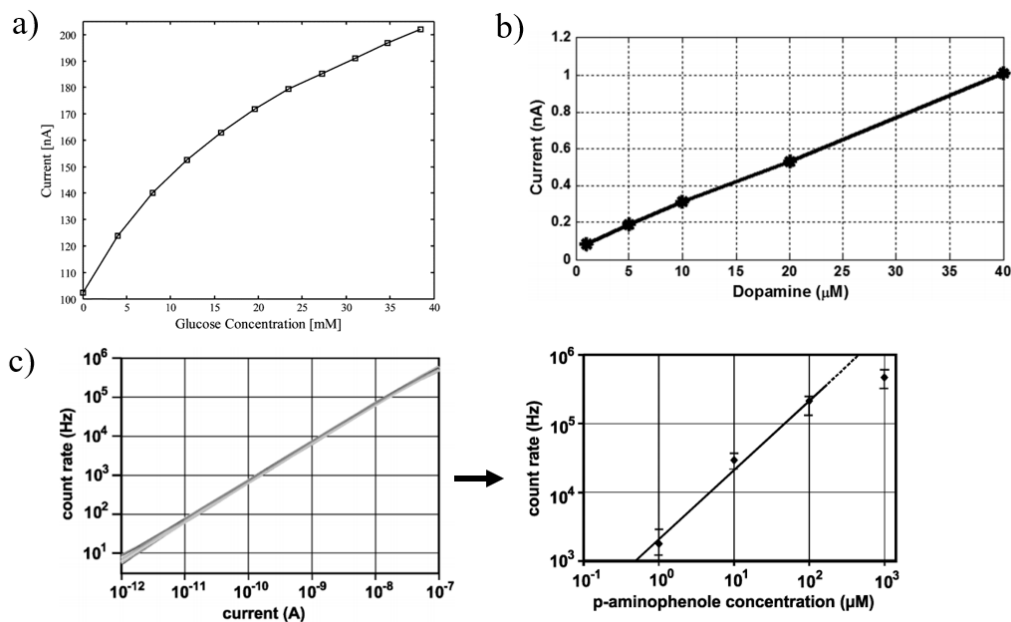 a)
200
190
180
170
160
150
140
130
120
110
100
Current [nA]
0 5 10 15 20 25 30 35 40
Glucose Concentration [mM]
b)
1.2
1
0.8
0.6
0.4
0.2
0
Current (nA)
0 5 10 15 20 25 30 35 40
Dopamine (μM)
c)
10⁶
10⁵
10⁴
10³
10²
10¹
count rate (Hz)
10⁻¹² 10⁻¹¹ 10⁻¹⁰ 10⁻⁹ 10⁻⁸ 10⁻⁷
current (A)
10⁶
10⁵
10⁴
10³
count rate (Hz)
10⁻¹ 10⁰ 10¹ 10² 10³
p-aminophenole concentration (μM)